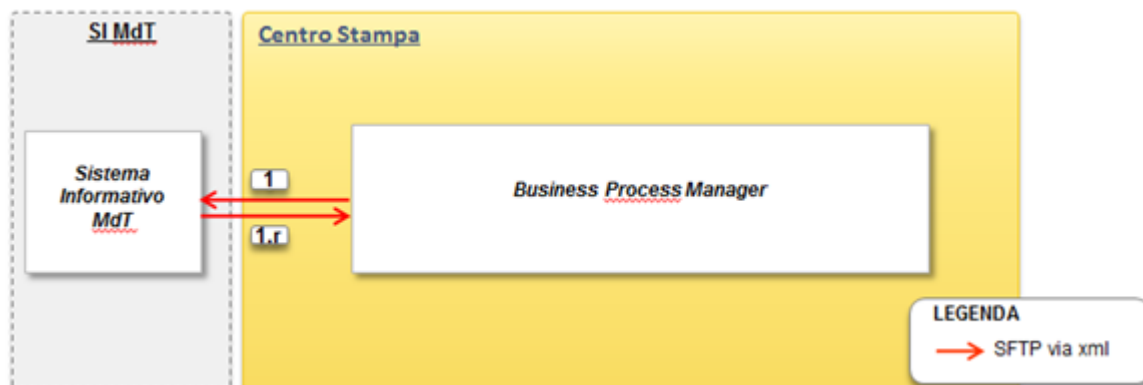 SI MdT
Centro Stampa
Sistema
Informativo
MdT
1
1.r
Business Process Manager
LEGENDA
SFTP via xml